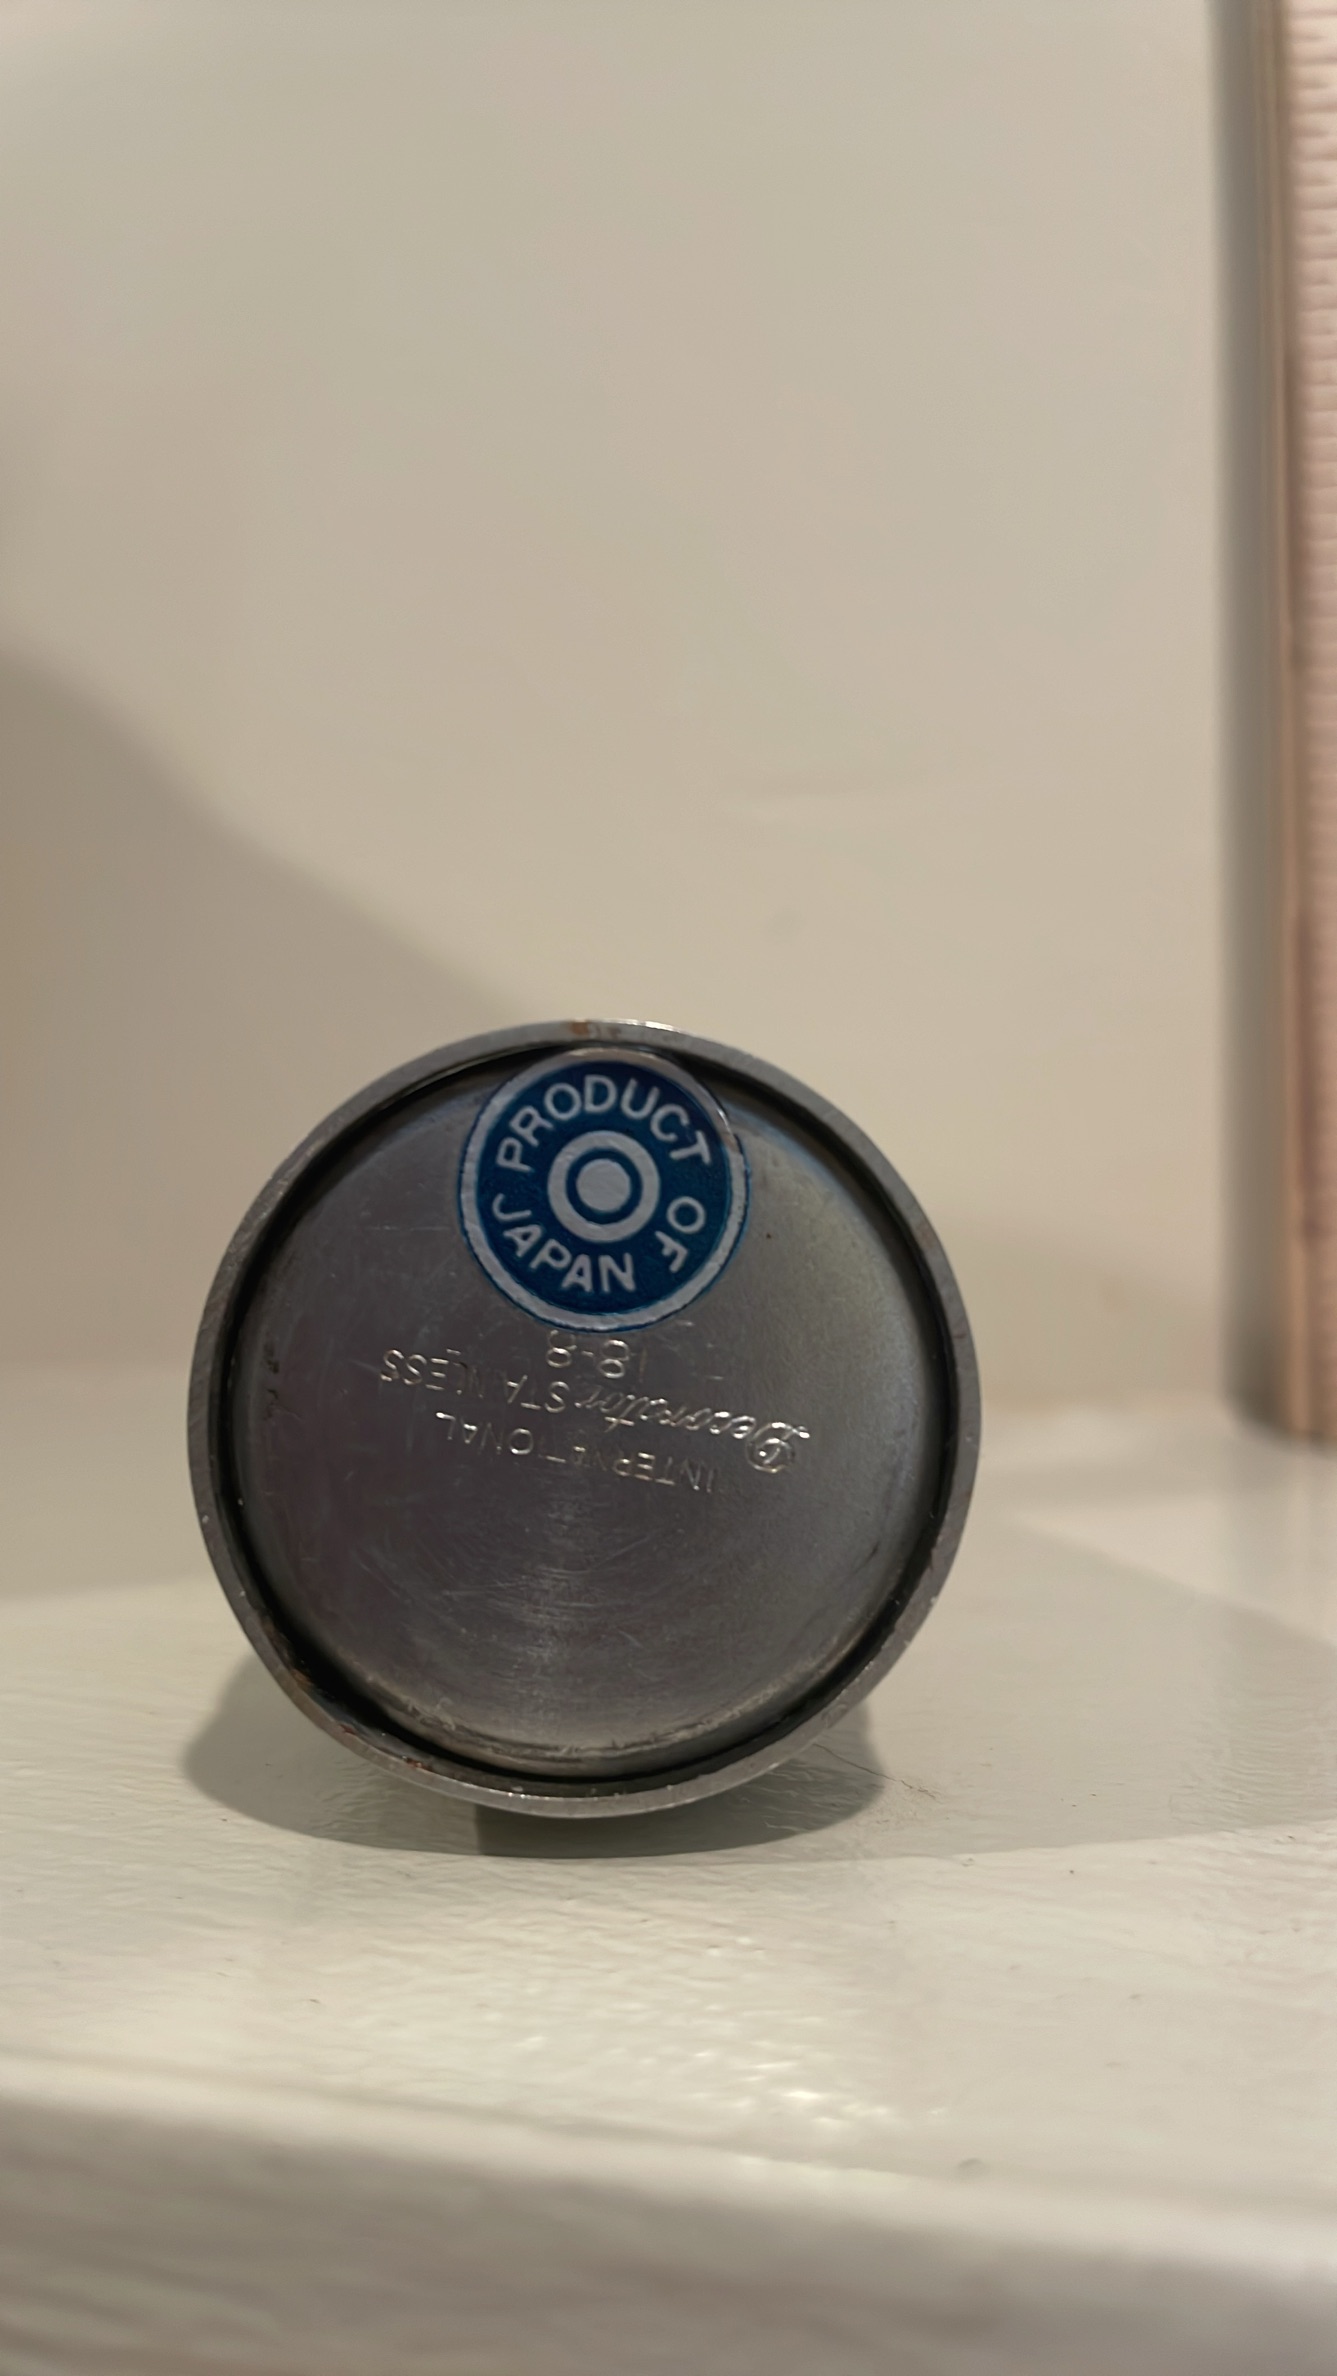 PRODUCT OF JAPAN
INTERNATIONAL
Decorator STAINLESS
18-8